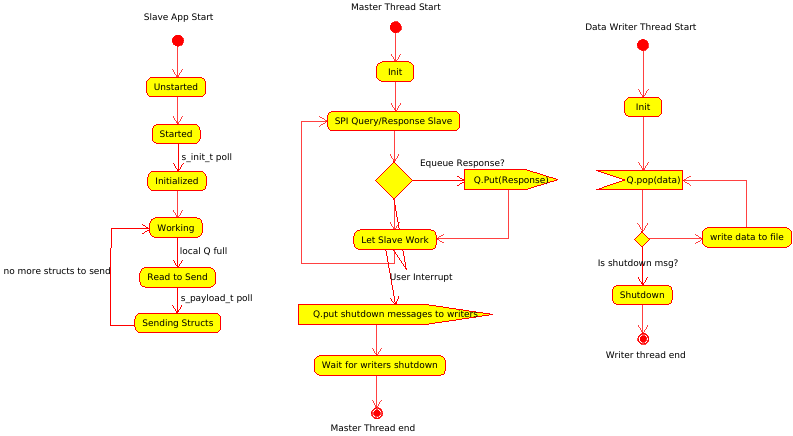 Slave App Start
Unstarted
Started
s_init_t poll
Initialized
Working
local Q full
no more structs to send
Read to Send
s_payload_t poll
Sending Structs
Master Thread Start
Init
SPI Query/Response Slave
Equeue Response?
Q.Put(Response)
Let Slave Work
User Interrupt
Q.put shutdown messages to writers
Wait for writers shutdown
Master Thread end
Data Writer Thread Start
Init
Q.pop(data)
write data to file
Is shutdown msg?
Shutdown
Writer thread end